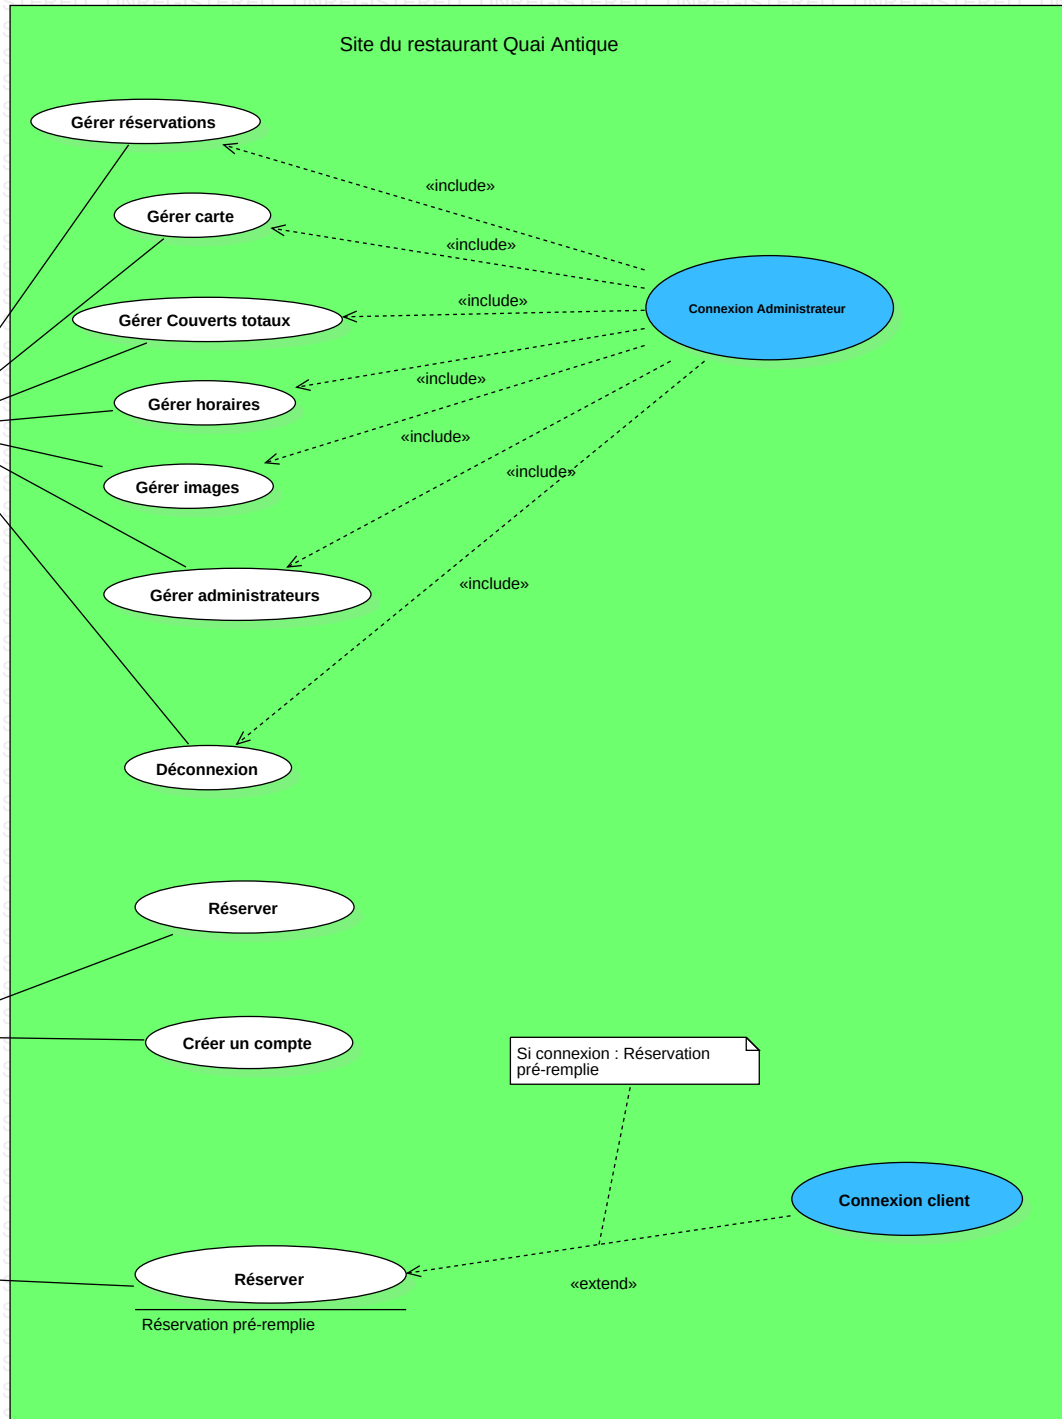 Site du restaurant Quai Antique
Gérer réservations
«include»
Gérer carte
«include»
«include»
Connexion Administrateur
Gérer Couverts totaux
«include»
Gérer horaires
«include»
«include»
Gérer images
«include»
Gérer administrateurs
Déconnexion
Réserver
Créer un compte
Si connexion : Réservation
pré-remplie
Connexion client
Réserver
«extend»
Réservation pré-remplie